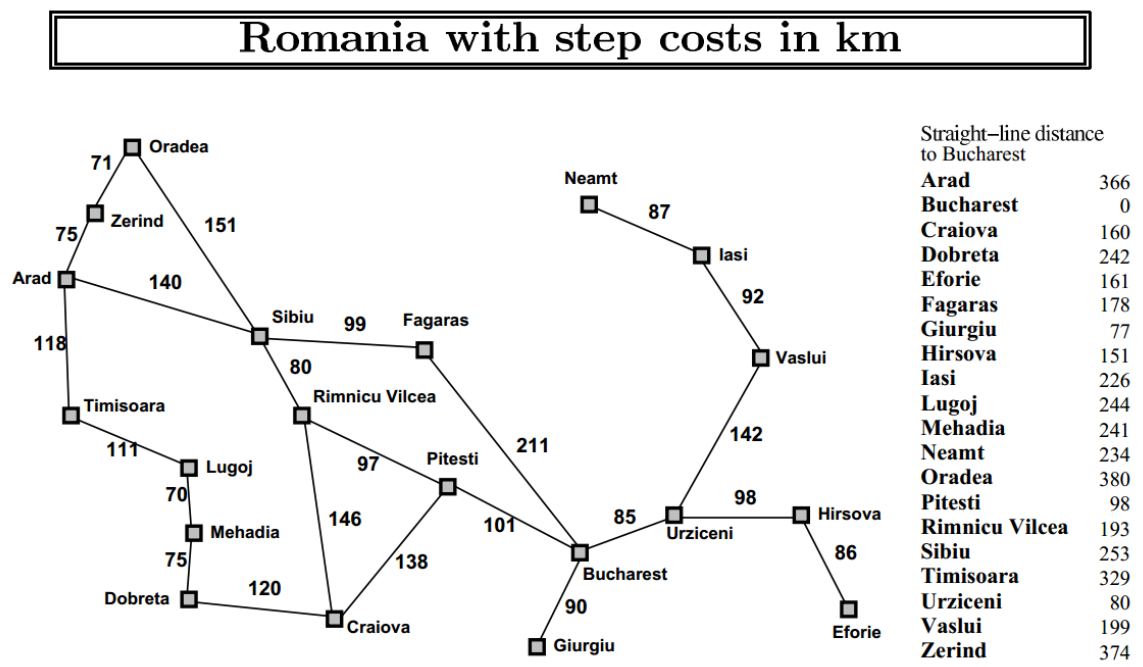 Romania with step costs in km
Oradea
71
Neamt
87
Zerind
151
75
Iasi
Arad
140
92
Sibiu
99
Fagaras
118
80
Vaslui
Rimnicu Vilcea
Timisoara
142
111
211
Lugoj
97
Pitesti
70
98
Hirsova
146
101
85
Urziceni
Mehadia
138
86
75
Bucharest
120
90
Dobreta
Craiova
Eforie
Giurgiu
Straight−line distance
to Bucharest
Arad 366
Bucharest 0
Craiova 160
Dobreta 242
Eforie 161
Fagaras 178
Giurgiu 77
Hirsova 151
Iasi 226
Lugoj 244
Mehadia 241
Neamt 234
Oradea 380
Pitesti 98
Rimnicu Vilcea 193
Sibiu 253
Timisoara 329
Urziceni 80
Vaslui 199
Zerind 374